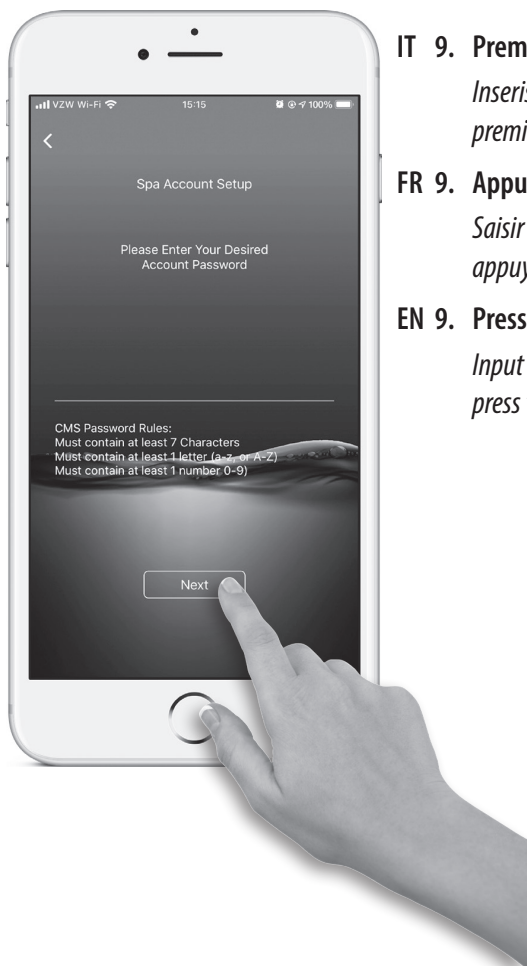 VZW Wi-Fi 15:15 100%
Spa Account Setup
Please Enter Your Desired
Account Password
CMS Password Rules:
Must contain at least 7 Characters
Must contain at least 1 letter (a-z, or A-Z)
Must contain at least 1 number 0-9)
Next
IT 9. Prem
Inseris
premi
FR 9. Appu
Saisir
appuy
EN 9. Press
Input
press